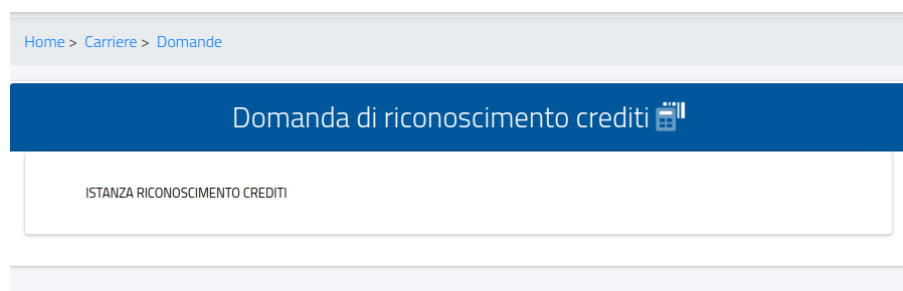 Home > Carriere > Domande
Domanda di riconoscimento crediti
ISTANZA RICONOSCIMENTO CREDITI